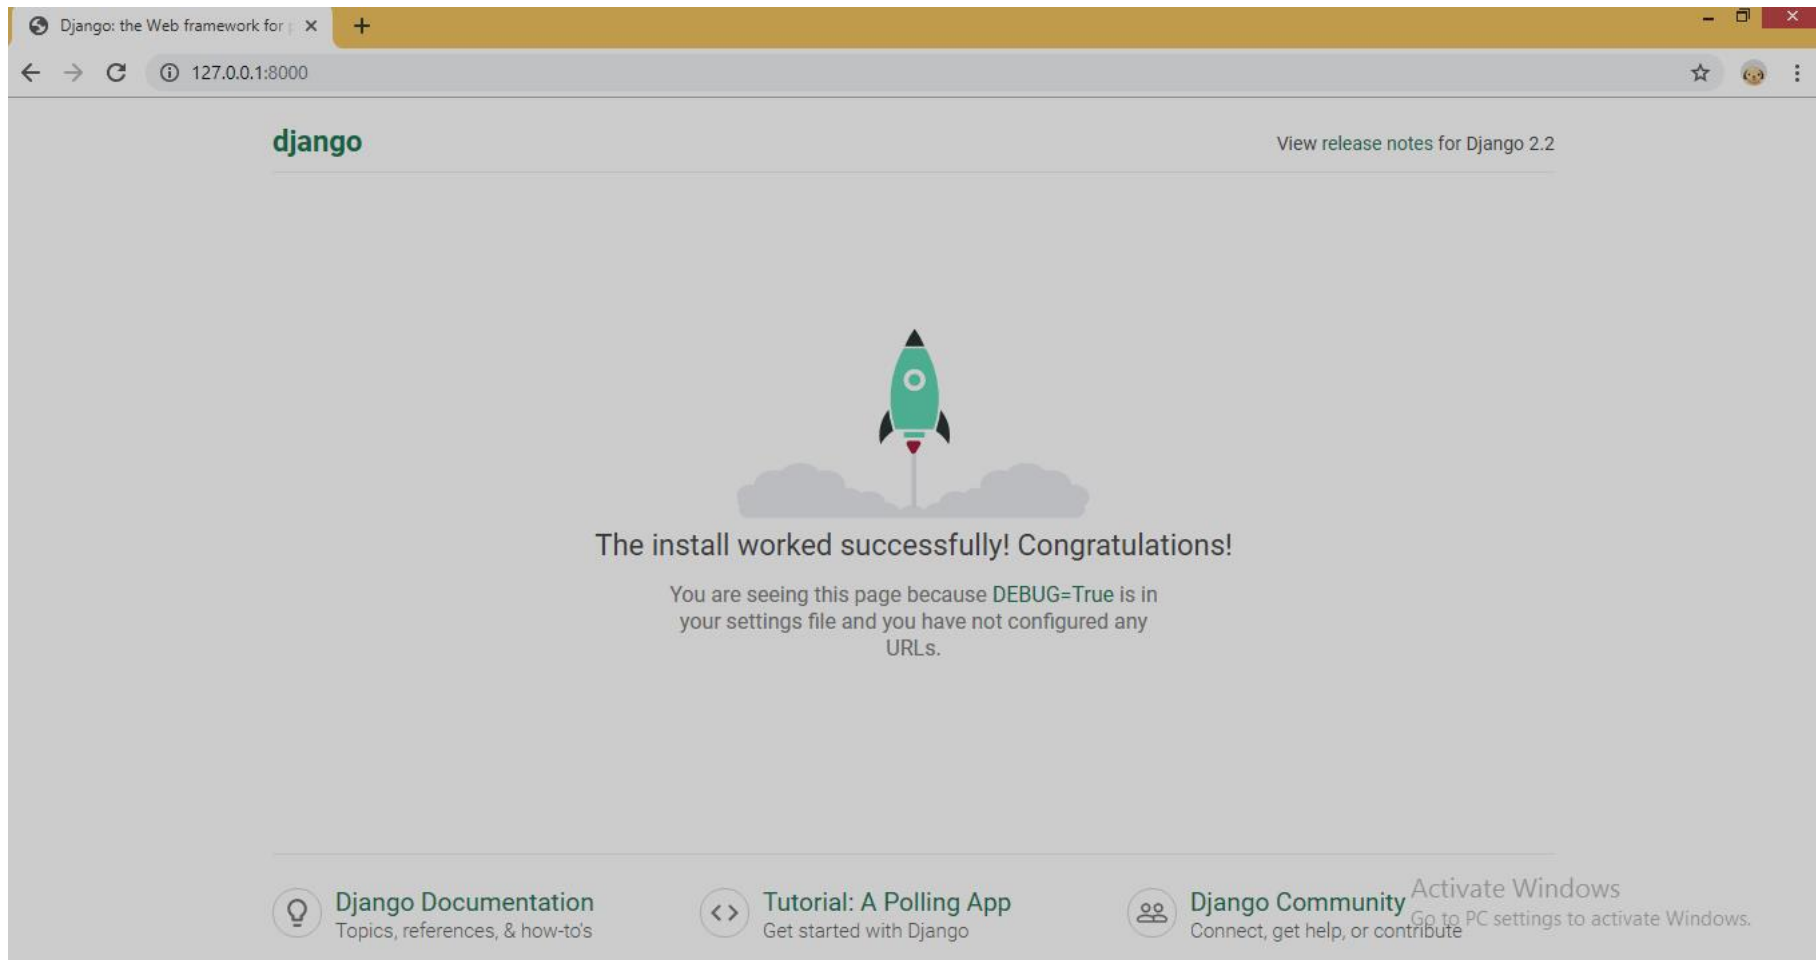 Django: the Web framework for
127.0.0.1:8000
django
View release notes for Django 2.2
The install worked successfully! Congratulations!
You are seeing this page because DEBUG=True is in
your settings file and you have not configured any
URLs.
Django Documentation
Topics, references, & how-to's
Tutorial: A Polling App
Get started with Django
Django Community
Connect, get help, or contribute
Activate Windows
Go to PC settings to activate Windows.